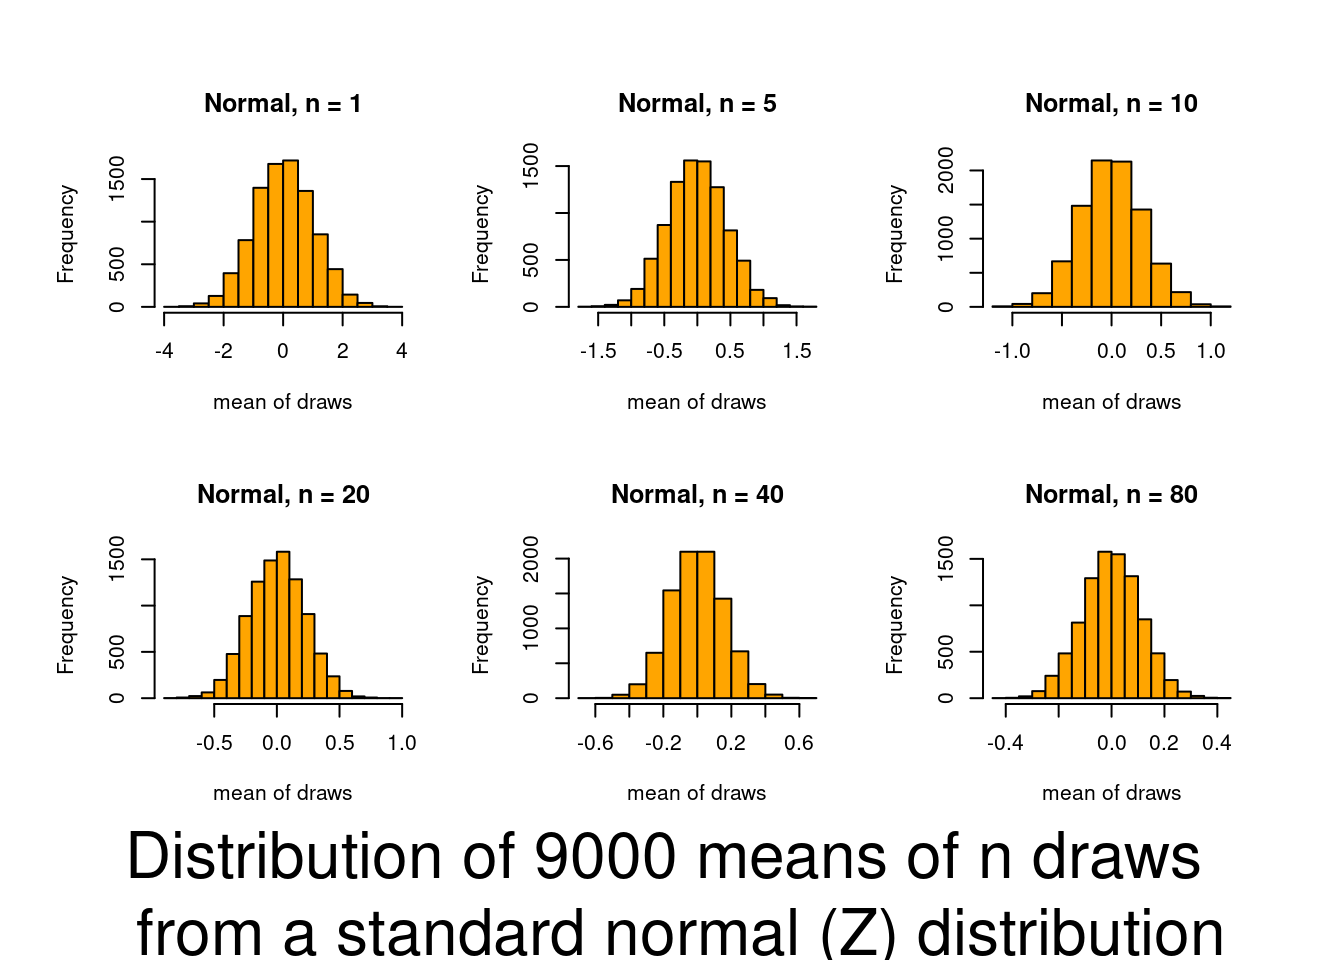 Normal, n = 1
Frequency
0 500 1500
-4 -2 0 2 4
mean of draws
Normal, n = 5
Frequency
0 500 1500
-1.5 -0.5 0.5 1.5
mean of draws
Normal, n = 10
Frequency
0 1000 2000
-1.0 0.0 0.5 1.0
mean of draws
Normal, n = 20
Frequency
0 500 1500
-0.5 0.0 0.5 1.0
mean of draws
Normal, n = 40
Frequency
0 1000 2000
-0.6 -0.2 0.2 0.6
mean of draws
Normal, n = 80
Frequency
0 500 1500
-0.4 0.0 0.2 0.4
mean of draws
Distribution of 9000 means of n draws
from a standard normal (Z) distribution